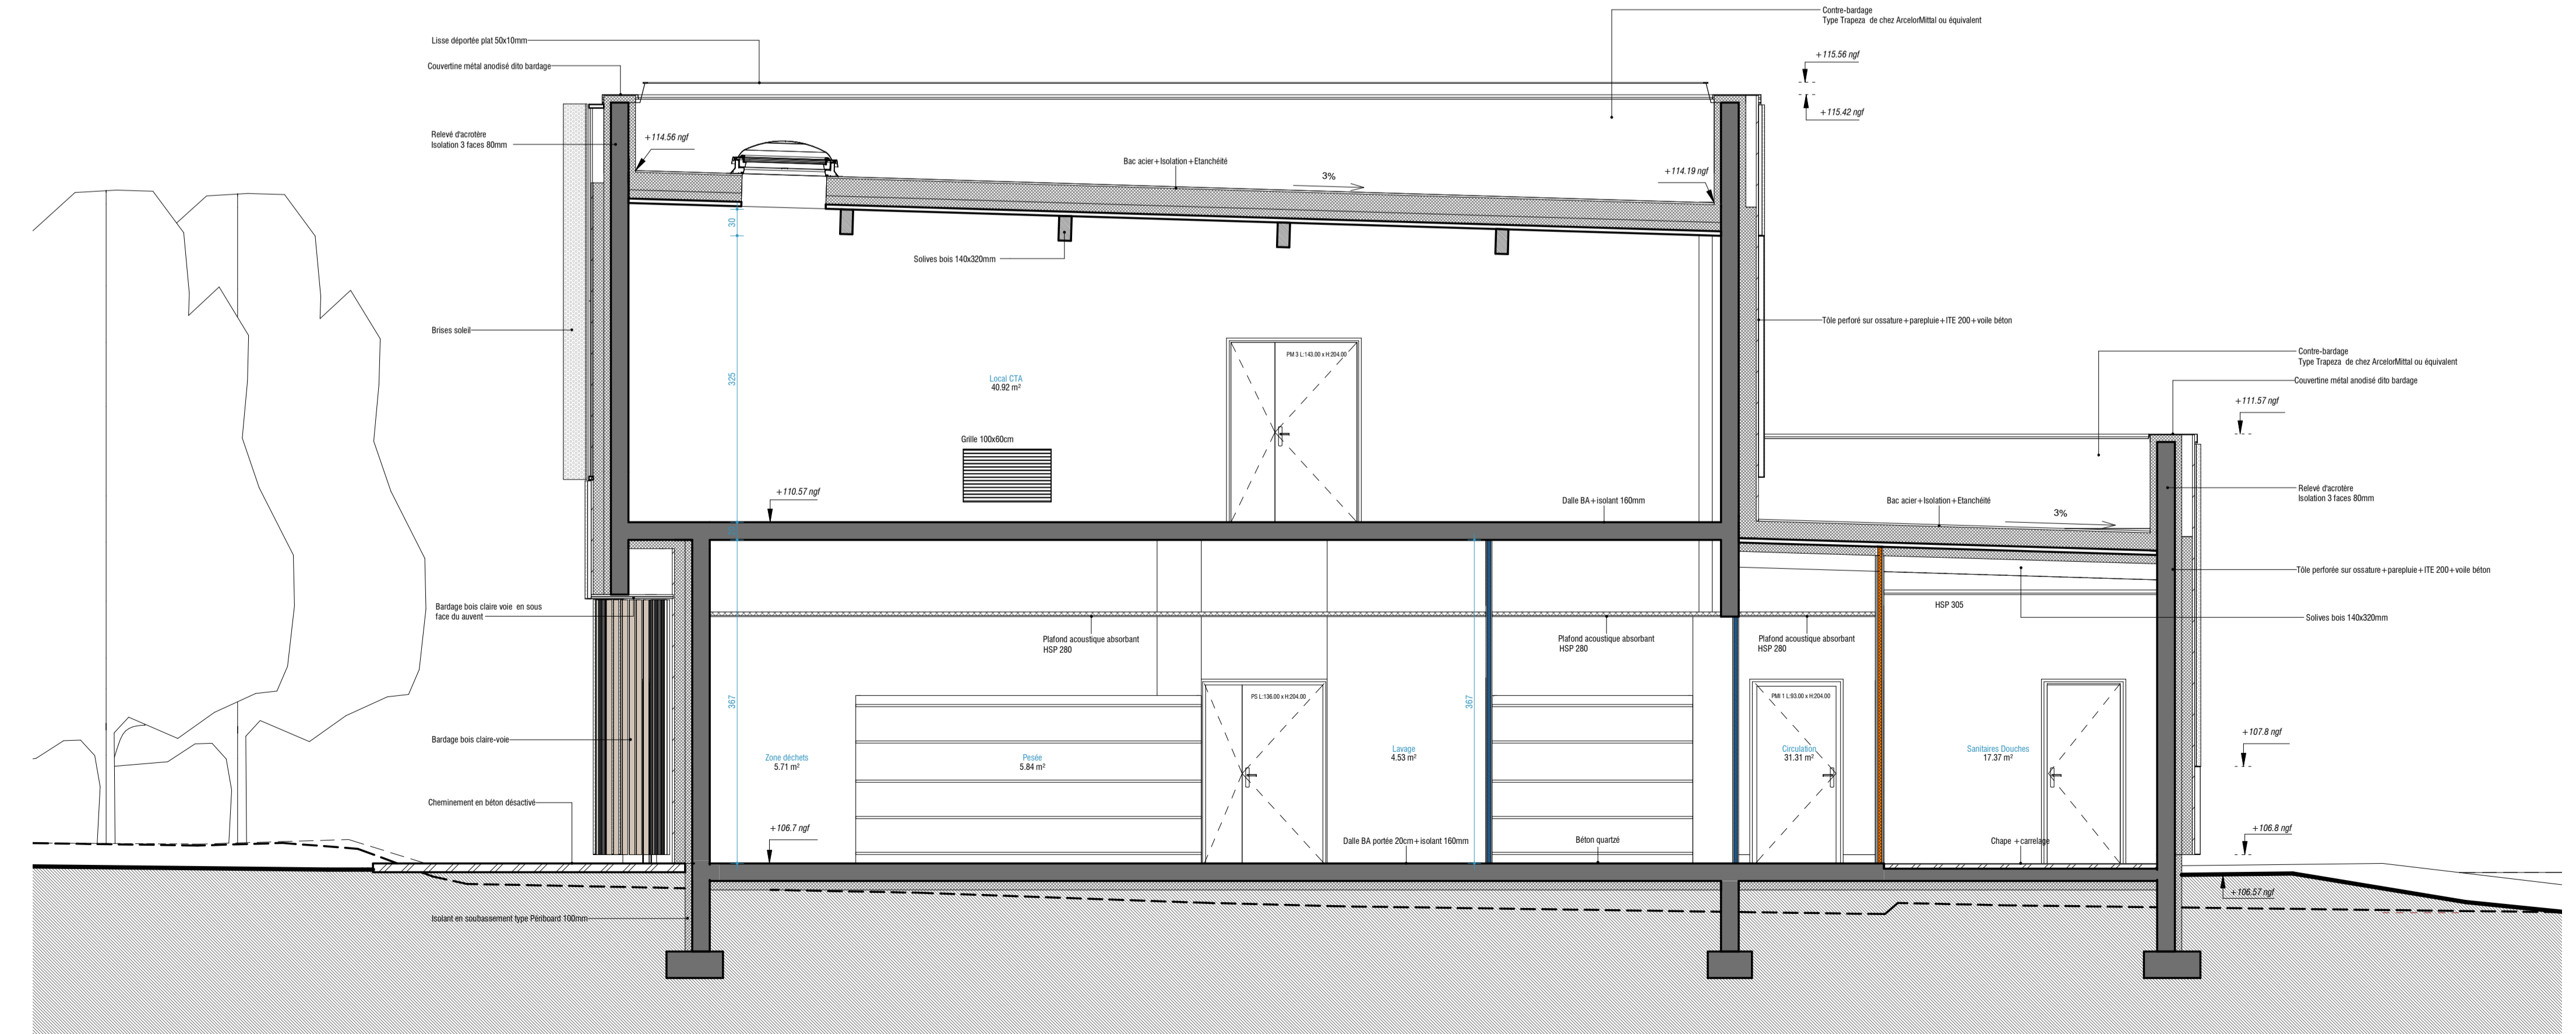 Contre-bardage
Type Trapeza de chez ArcelorMittal ou équivalent
Lisse déportée plat 50x10mm
+115.56 ngf
Couvertine métal anodisé dito bardage
+115.42 ngf
Relevé d'acrotère
Isolation 3 faces 80mm
+114.56 ngf
Bac acier+Isolation+Etanchéité
3%
+114.19 ngf
30
Solives bois 140x320mm
Brises soleil
Tôle perforé sur ossature+parepluie+ITE 200+voile béton
PM 3 L:143.00 x H:204.00
Contre-bardage
Type Trapeza de chez ArcelorMittal ou équivalent
325
Local CTA
40.92 m²
Couvertine métal anodisé dito bardage
+111.57 ngf
Grille 100x60cm
+110.57 ngf
Dalle BA+isolant 160mm
Bac acier+Isolation+Etanchéité
3%
Relevé d'acrotère
Isolation 3 faces 80mm
Tôle perforée sur ossature+parepluie+ITE 200+voile béton
Bardage bois claire voie en sous
face du auvent
HSP 305
Solives bois 140x320mm
Plafond acoustique absorbant
HSP 280
Plafond acoustique absorbant
HSP 280
Plafond acoustique absorbant
HSP 280
367
367
PS L:136.00 x H:204.00
PMI 1 L:93.00 x H:204.00
Bardage bois claire-voie
+107.8 ngf
Zone déchets
5.71 m²
Pesée
5.84 m²
Lavage
4.53 m²
Circulation
31.31 m²
Sanitaires Douches
17.37 m²
Cheminement en béton désactivé
+106.7 ngf
Dalle BA portée 20cm+isolant 160mm
Béton quartzé
Chape +carrelage
+106.8 ngf
+106.57 ngf
Isolant en soubassement type Périboard 100mm